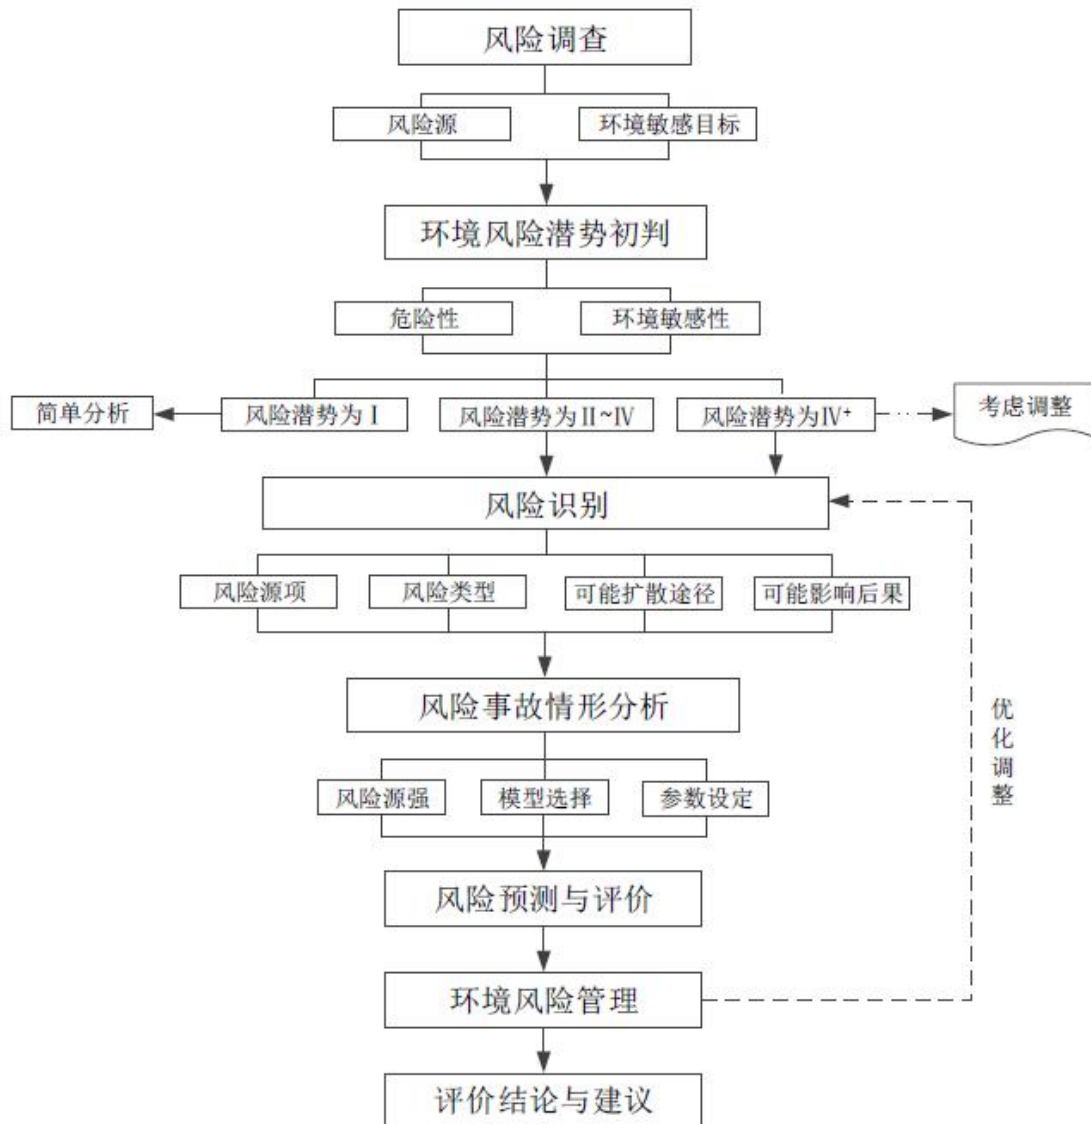 风险调查
风险源
环境敏感目标
环境风险潜势初判
危险性
环境敏感性
简单分析
风险潜势为Ⅰ
风险潜势为Ⅱ~Ⅳ
风险潜势为Ⅳ⁺
考虑调整
风险识别
风险源项
风险类型
可能扩散途径
可能影响后果
风险事故情形分析
优化调整
风险源强
模型选择
参数设定
风险预测与评价
环境风险管理
评价结论与建议